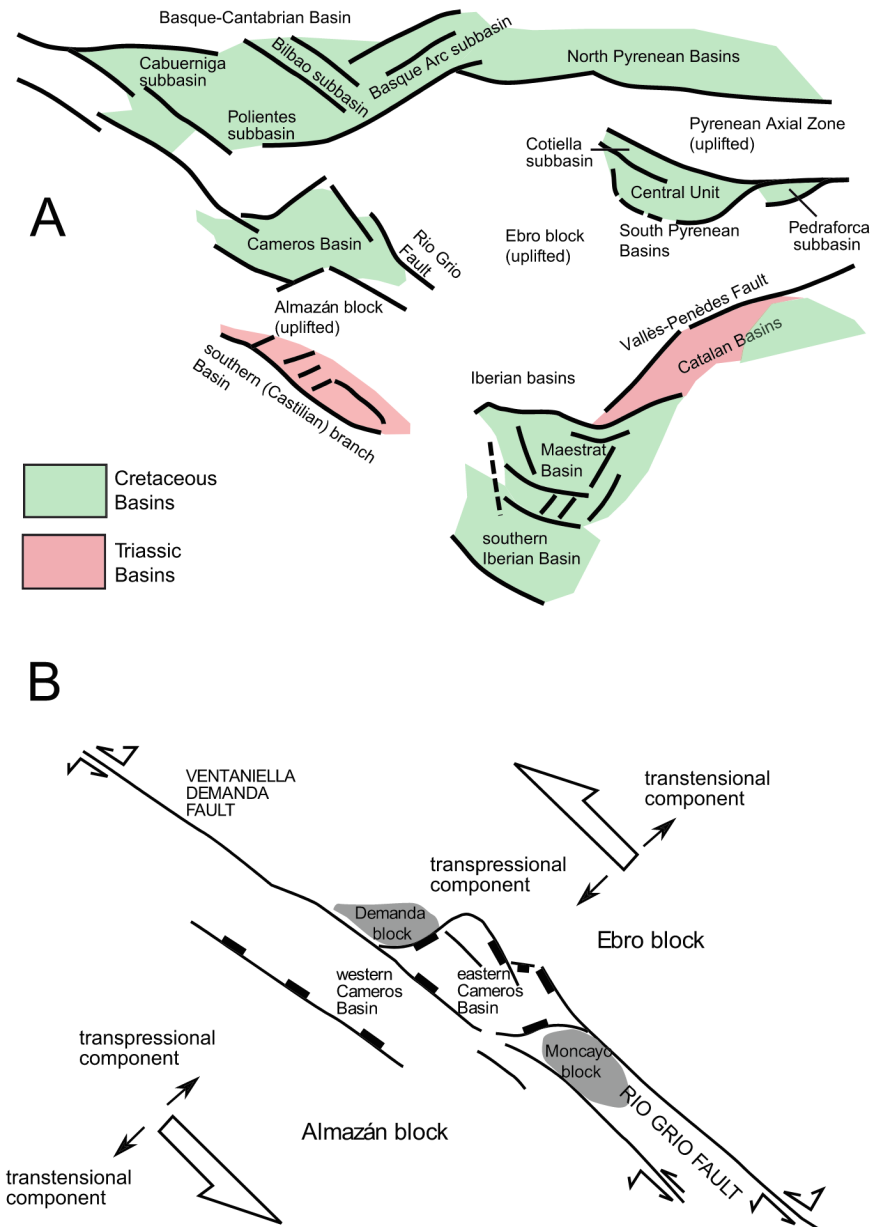 Basque-Cantabrian Basin
Cabuerniga
subbasin
Bilbao subbasin
Basque Arc subbasin
North Pyrenean Basins
Polientes
subbasin
Pyrenean Axial Zone
(uplifted)
Cotiella
subbasin
Central Unit
A
Cameros Basin
Rio Grio
Fault
Ebro block
(uplifted)
South Pyrenean
Basins
Pedraforca
subbasin
Almazán block
(uplifted)
Vallès-Penèdes Fault
Catalan Basins
southern (Castilian) branch
Basin
Iberian basins
Maestrat
Basin
Cretaceous
Basins
southern
Iberian Basin
Triassic
Basins
B
VENTANIELLA
DEMANDA
FAULT
transtensional
component
transpressional
component
Demanda
block
Ebro block
western
Cameros
Basin
eastern
Cameros
Basin
transpressional
component
Moncayo
block
Almazán block
RIO GRIO FAULT
transtensional
component